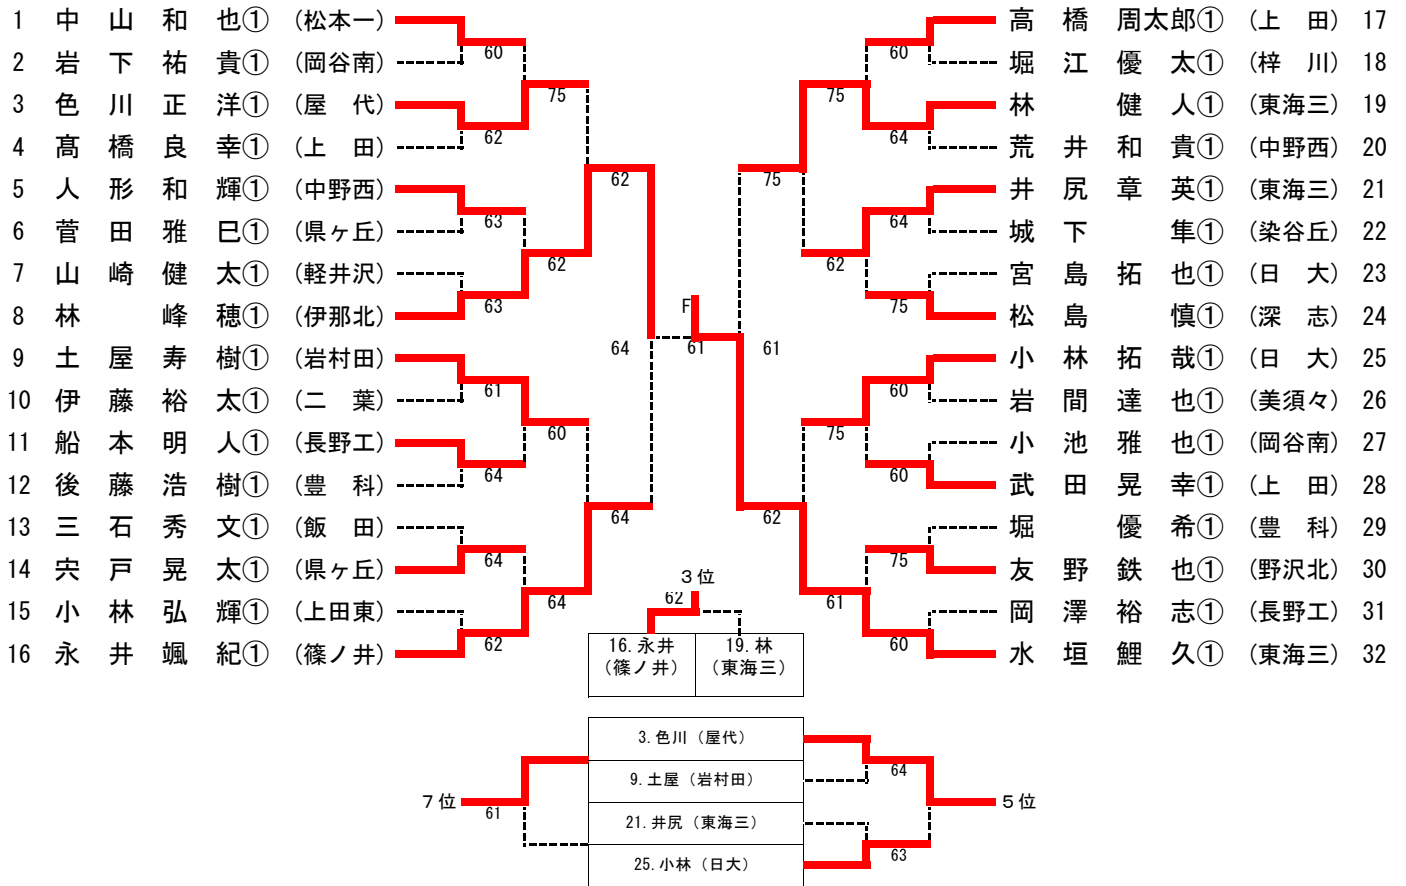 1 中山和也① (松本一) 高橋周太郎① (上田) 17
60 60
2 岩下祐貴① (岡谷南) 堀江優太① (梓川) 18
75 75
3 色川正洋① (屋代) 林健人① (東海三) 19
62 64
4 髙橋良幸① (上田) 荒井和貴① (中野西) 20
62 75
5 人形和輝① (中野西) 井尻章英① (東海三) 21
63 64
6 菅田雅巳① (県ヶ丘) 城下隼① (染谷丘) 22
62 62
7 山崎健太① (軽井沢) 宮島拓也① (日大) 23
63 F 75
8 林峰穂① (伊那北) 松島慎① (深志) 24
64 61 61
9 土屋寿樹① (岩村田) 小林拓哉① (日大) 25
61 60
10 伊藤裕太① (二葉) 岩間達也① (美須々) 26
60 75
11 船本明人① (長野工) 小池雅也① (岡谷南) 27
64 60
12 後藤浩樹① (豊科) 武田晃幸① (上田) 28
64 62
13 三石秀文① (飯田) 堀優希① (豊科) 29
64 75
14 宍戸晃太① (県ヶ丘) 友野鉄也① (野沢北) 30
3位
64 62 61
15 小林弘輝① (上田東) 岡澤裕志① (長野工) 31
62 60
16 永井颯紀① (篠ノ井) 水垣鯉久① (東海三) 32
16.永井 19.林
(篠ノ井) (東海三)
3.色川(屋代)
64
9.土屋(岩村田)
7位 5位
61
21.井尻(東海三)
63
25.小林(日大)